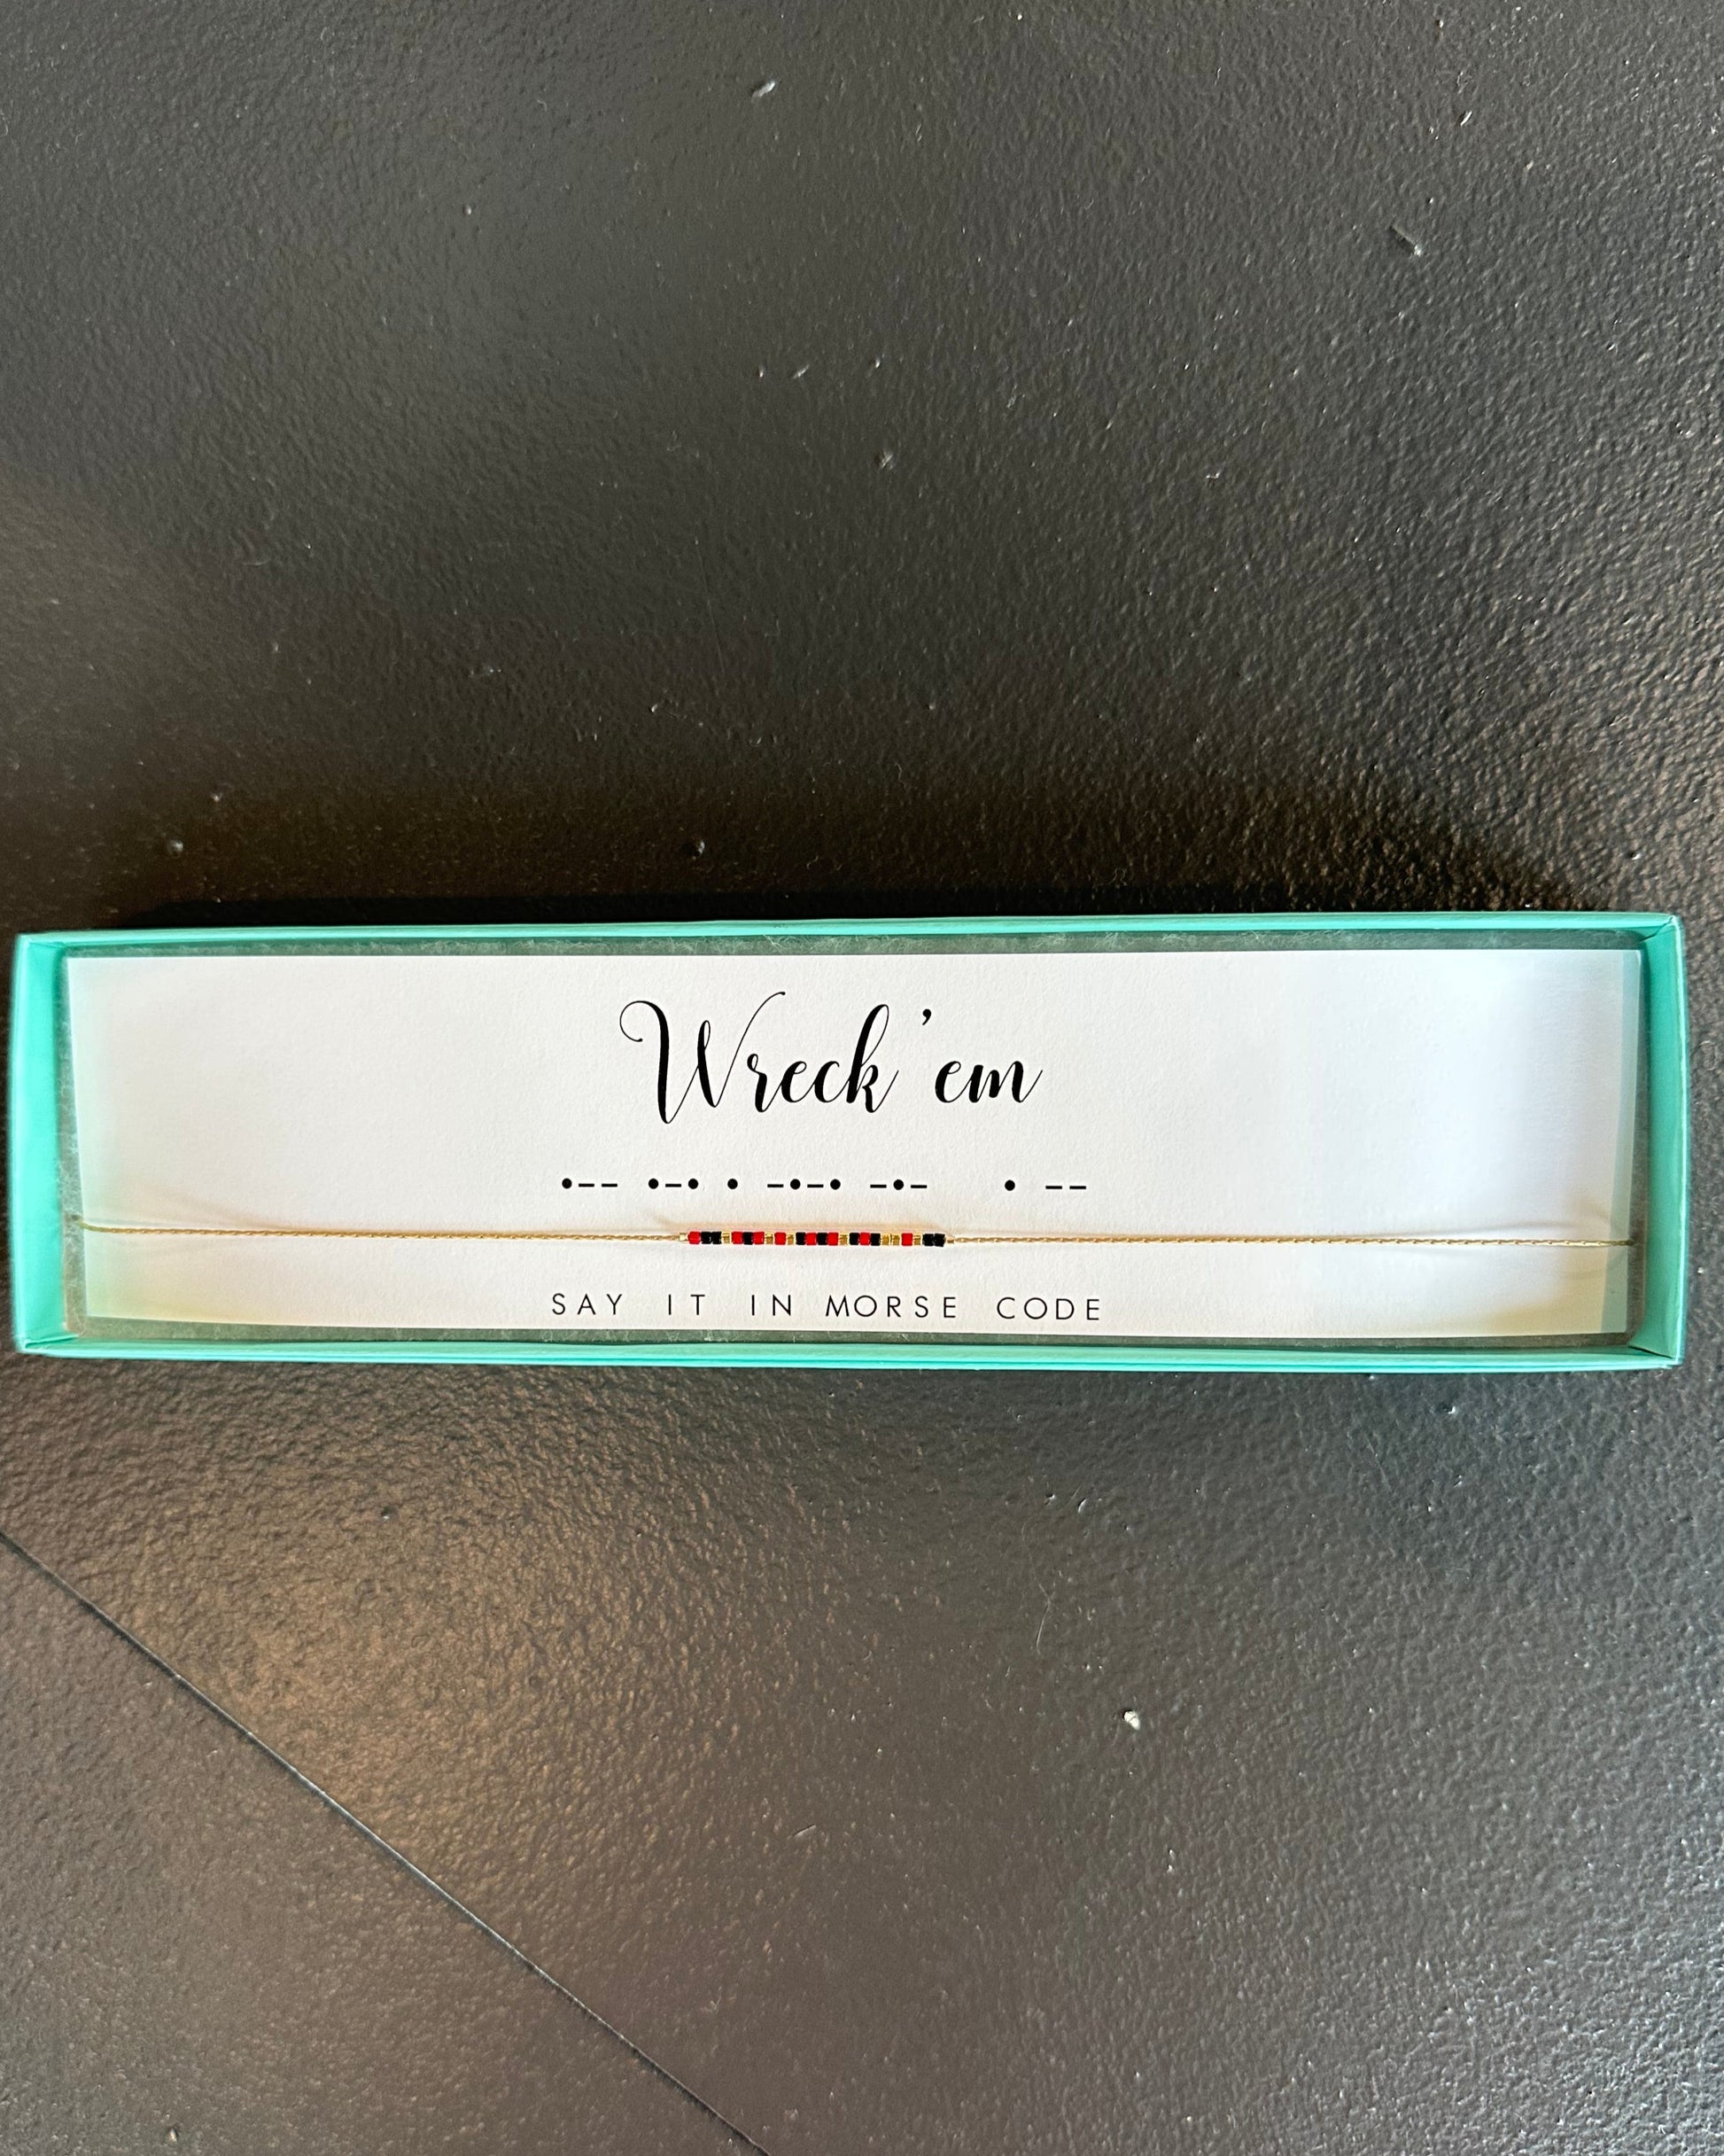 Wreck 'em
•–– •–• • –•–• –•– • ––
SAY IT IN MORSE CODE